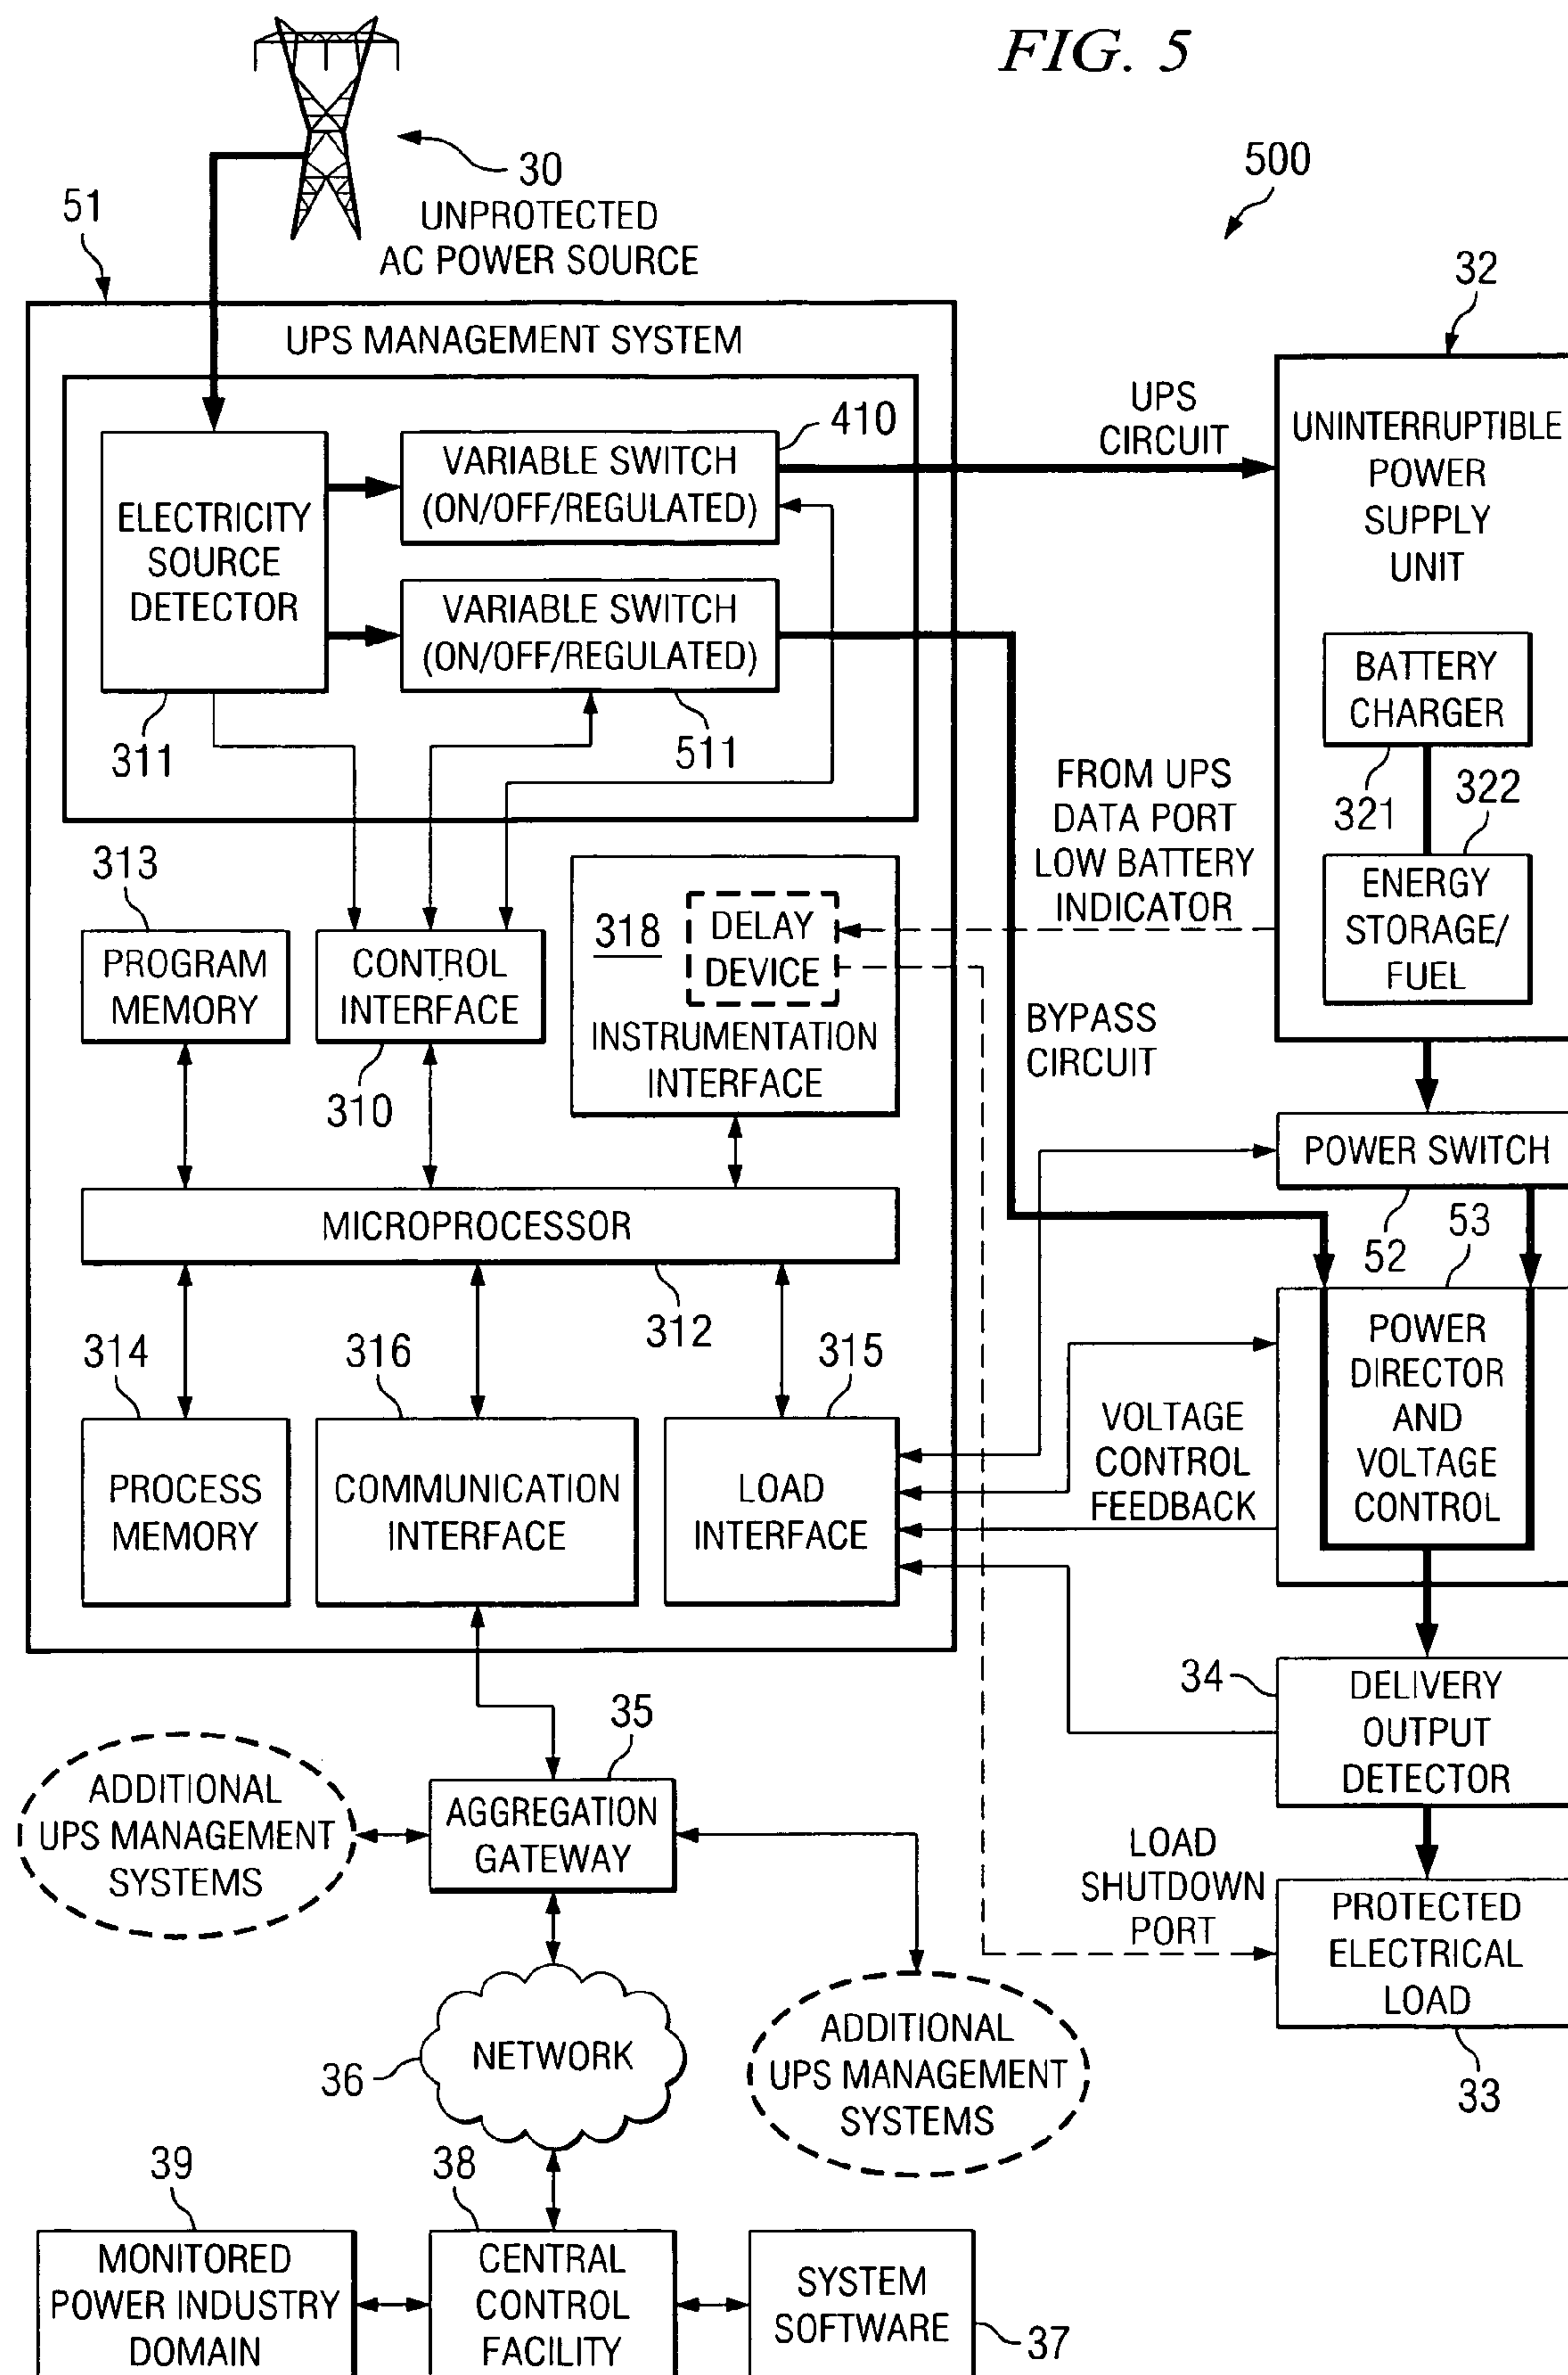 FIG. 5
500
30
UNPROTECTED
AC POWER SOURCE
51
UPS MANAGEMENT SYSTEM
ELECTRICITY
SOURCE
DETECTOR
311
410
VARIABLE SWITCH
(ON/OFF/REGULATED)
VARIABLE SWITCH
(ON/OFF/REGULATED)
511
UPS
CIRCUIT
32
UNINTERRUPTIBLE
POWER
SUPPLY
UNIT
BATTERY
CHARGER
321
322
ENERGY
STORAGE/
FUEL
FROM UPS
DATA PORT
LOW BATTERY
INDICATOR
313
PROGRAM
MEMORY
CONTROL
INTERFACE
310
318
DELAY
DEVICE
INSTRUMENTATION
INTERFACE
BYPASS
CIRCUIT
POWER SWITCH
52
53
MICROPROCESSOR
312
314
PROCESS
MEMORY
316
COMMUNICATION
INTERFACE
315
LOAD
INTERFACE
VOLTAGE
CONTROL
FEEDBACK
POWER
DIRECTOR
AND
VOLTAGE
CONTROL
34
DELIVERY
OUTPUT
DETECTOR
35
AGGREGATION
GATEWAY
ADDITIONAL
UPS MANAGEMENT
SYSTEMS
LOAD
SHUTDOWN
PORT
PROTECTED
ELECTRICAL
LOAD
33
NETWORK
36
ADDITIONAL
UPS MANAGEMENT
SYSTEMS
39
MONITORED
POWER INDUSTRY
DOMAIN
38
CENTRAL
CONTROL
FACILITY
SYSTEM
SOFTWARE
37